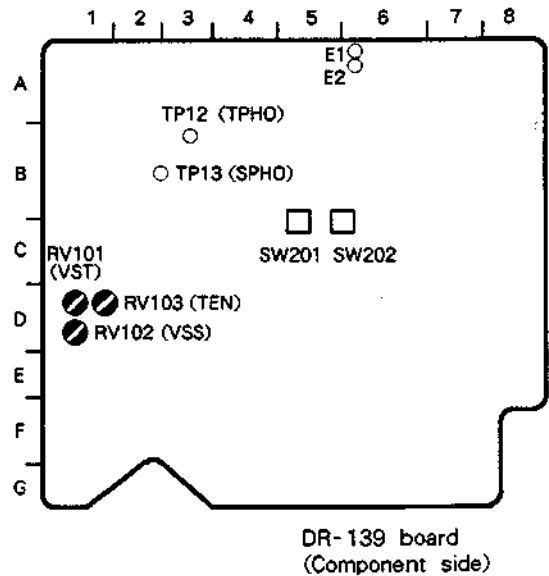 1 2 3 4 5 6 7 8
A
E1
E2
TP12 (TPHO)
B
TP13 (SPHO)
C
SW201 SW202
RV101
(VST)
D
RV103 (TEN)
RV102 (VSS)
E
F
G
DR-139 board
(Component side)